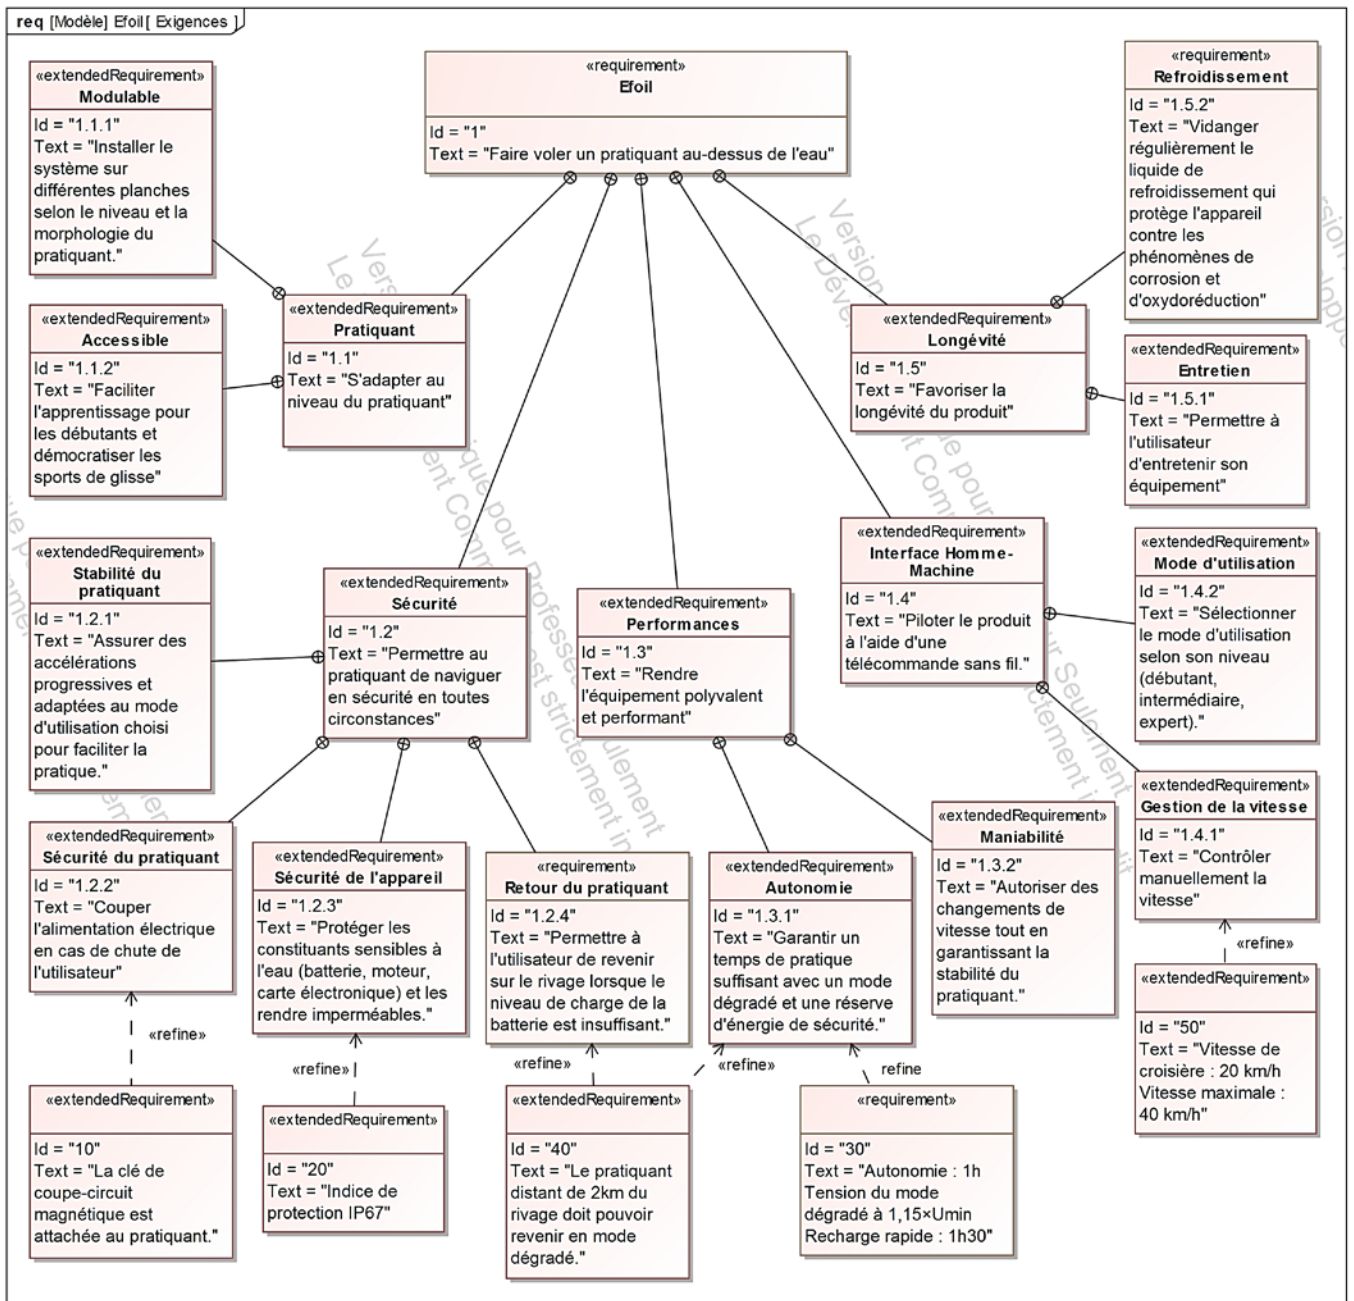 req [Modèle] Efoil[ Exigences ]
«extendedRequirement»
Modulable
Id = "1.1.1"
Text = "Installer le
système sur
différentes planches
selon le niveau et la
morphologie du
pratiquant."
«requirement»
Efoil
Id = "1"
Text = "Faire voler un pratiquant au-dessus de l'eau"
«requirement»
Refroidissement
Id = "1.5.2"
Text = "Vidanger
régulièrement le
liquide de
refroidissement qui
protège l'appareil
contre les
phénomènes de
corrosion et
d'oxydoréduction"
«extendedRequirement»
Accessible
Id = "1.1.2"
Text = "Faciliter
l'apprentissage pour
les débutants et
démocratiser les
sports de glisse"
«extendedRequirement»
Pratiquant
Id = "1.1"
Text = "S'adapter au
niveau du pratiquant"
«extendedRequirement»
Longévité
Id = "1.5"
Text = "Favoriser la
longévité du produit"
«extendedRequirement»
Entretien
Id = "1.5.1"
Text = "Permettre à
l'utilisateur
d'entretenir son
équipement"
«extendedRequirement»
Stabilité du
pratiquant
Id = "1.2.1"
Text = "Assurer des
accélérations
progressives et
adaptées au mode
d'utilisation choisi
pour faciliter la
pratique."
«extendedRequirement»
Sécurité
Id = "1.2"
Text = "Permettre au
pratiquant de naviguer
en sécurité en toutes
circonstances"
«extendedRequirement»
Performances
Id = "1.3"
Text = "Rendre
l'équipement polyvalent
et performant"
«extendedRequirement»
Interface Homme-
Machine
Id = "1.4"
Text = "Piloter le produit
à l'aide d'une
télécommande sans fil."
«extendedRequirement»
Mode d'utilisation
Id = "1.4.2"
Text = "Sélectionner
le mode d'utilisation
selon son niveau
(débutant,
intermédiaire,
expert)."
«extendedRequirement»
Sécurité du pratiquant
Id = "1.2.2"
Text = "Couper
l'alimentation électrique
en cas de chute de
l'utilisateur"
«extendedRequirement»
Sécurité de l'appareil
Id = "1.2.3"
Text = "Protéger les
constituants sensibles à
l'eau (batterie, moteur,
carte électronique) et les
rendre imperméables."
«requirement»
Retour du pratiquant
Id = "1.2.4"
Text = "Permettre à
l'utilisateur de revenir
sur le rivage lorsque le
niveau de charge de la
batterie est insuffisant."
«extendedRequirement»
Autonomie
Id = "1.3.1"
Text = "Garantir un
temps de pratique
suffisant avec un mode
dégradé et une réserve
d'énergie de sécurité."
«extendedRequirement»
Maniabilité
Id = "1.3.2"
Text = "Autoriser des
changements de
vitesse tout en
garantissant la
stabilité du
pratiquant."
«extendedRequirement»
Gestion de la vitesse
Id = "1.4.1"
Text = "Contrôler
manuellement la
vitesse"
«refine»
«refine»
«refine»
«refine»
refine
«extendedRequirement»
Id = "10"
Text = "La clé de
coupe-circuit
magnétique est
attachée au pratiquant."
«extendedRequirement»
Id = "20"
Text = "Indice de
protection IP67"
«extendedRequirement»
Id = "40"
Text = "Le pratiquant
distant de 2km du
rivage doit pouvoir
revenir en mode
dégradé."
«requirement»
Id = "30"
Text = "Autonomie : 1h
Tension du mode
dégradé à 1,15×Umin
Recharge rapide : 1h30"
«extendedRequirement»
Id = "50"
Text = "Vitesse de
croisière : 20 km/h
Vitesse maximale :
40 km/h"